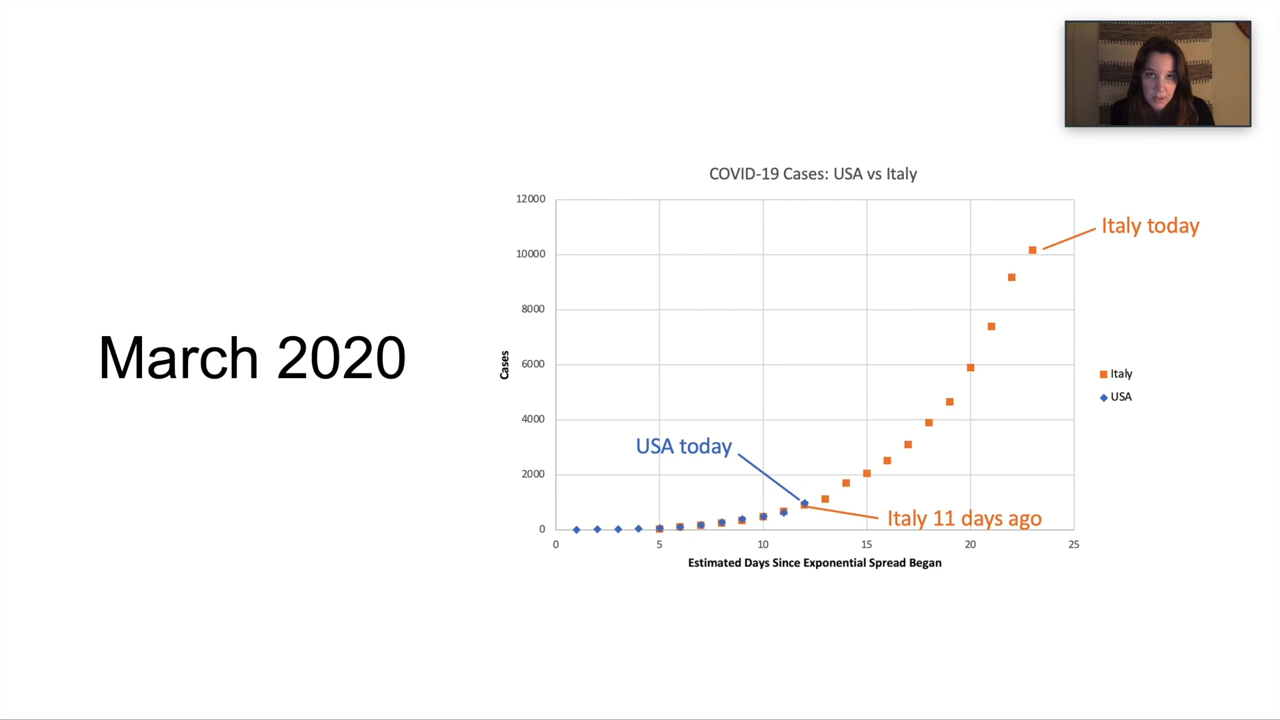 COVID-19 Cases: USA vs Italy
12000
Italy today
10000
8000
March 2020
Cases
6000
Italy
USA
4000
USA today
2000
Italy 11 days ago
0
0 5 10 15 20 25
Estimated Days Since Exponential Spread Began